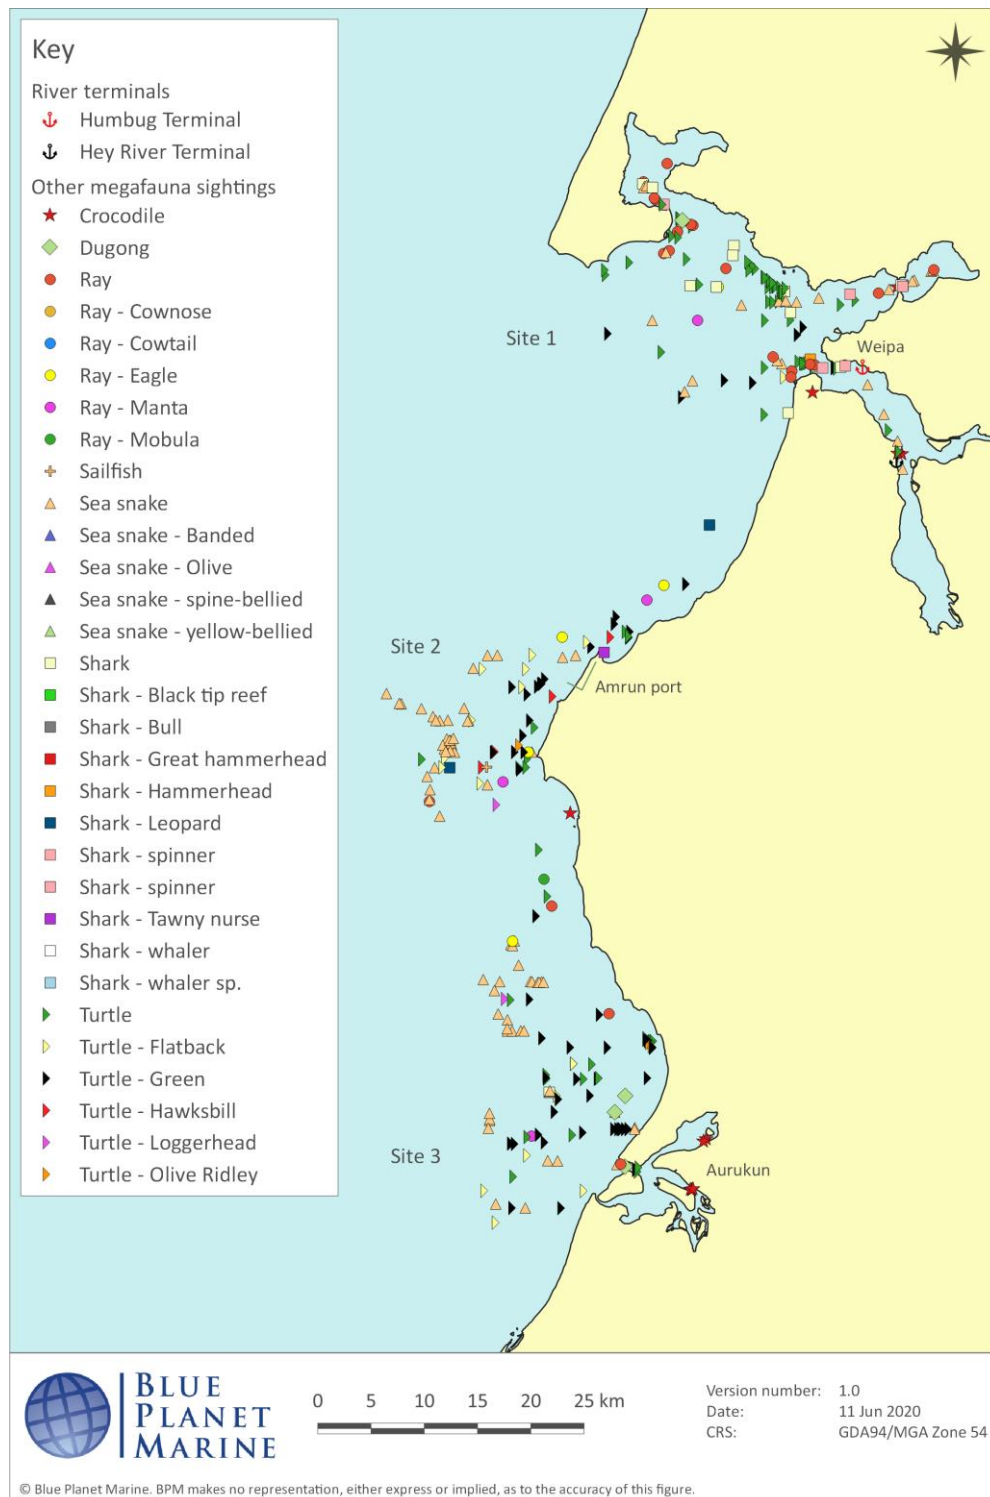 Key
River terminals
Humbug Terminal
Hey River Terminal
Other megafauna sightings
Crocodile
Dugong
Ray
Ray - Cownose
Ray - Cowtail
Ray - Eagle
Ray - Manta
Ray - Mobula
Sailfish
Sea snake
Sea snake - Banded
Sea snake - Olive
Sea snake - spine-bellied
Sea snake - yellow-bellied
Shark
Shark - Black tip reef
Shark - Bull
Shark - Great hammerhead
Shark - Hammerhead
Shark - Leopard
Shark - spinner
Shark - spinner
Shark - Tawny nurse
Shark - whaler
Shark - whaler sp.
Turtle
Turtle - Flatback
Turtle - Green
Turtle - Hawksbill
Turtle - Loggerhead
Turtle - Olive Ridley
Site 1
Weipa
Site 2
Amrun port
Site 3
Aurukun
BLUE
PLANET
MARINE
0 5 10 15 20 25 km
Version number: 1.0
Date: 11 Jun 2020
CRS: GDA94/MGA Zone 54
© Blue Planet Marine. BPM makes no representation, either express or implied, as to the accuracy of this figure.